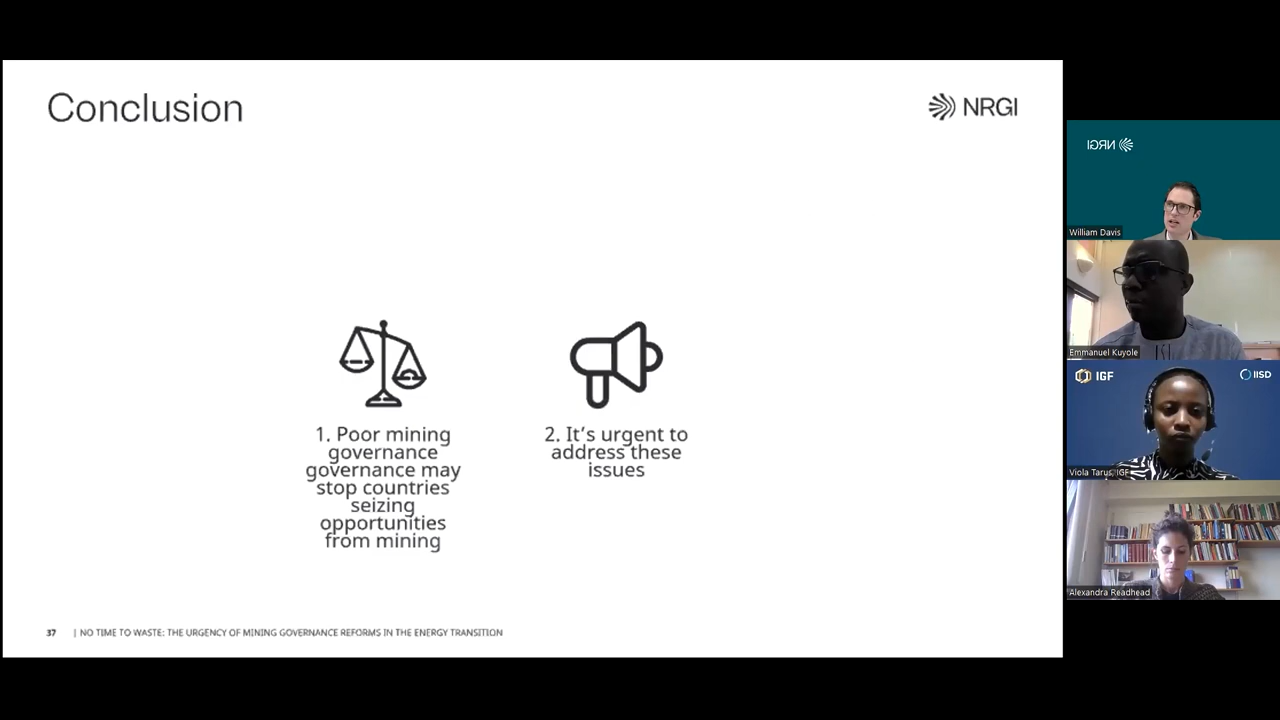 Conclusion
NRGI
1. Poor mining
governance
governance may
stop countries
seizing
opportunities
from mining
2. It's urgent to
address these
issues
37 | NO TIME TO WASTE: THE URGENCY OF MINING GOVERNANCE REFORMS IN THE ENERGY TRANSITION
NRGI
William Davis
Emmanuel Kuyole
IGF
IISD
Viola Tarus, IGF
Alexandra Readhead